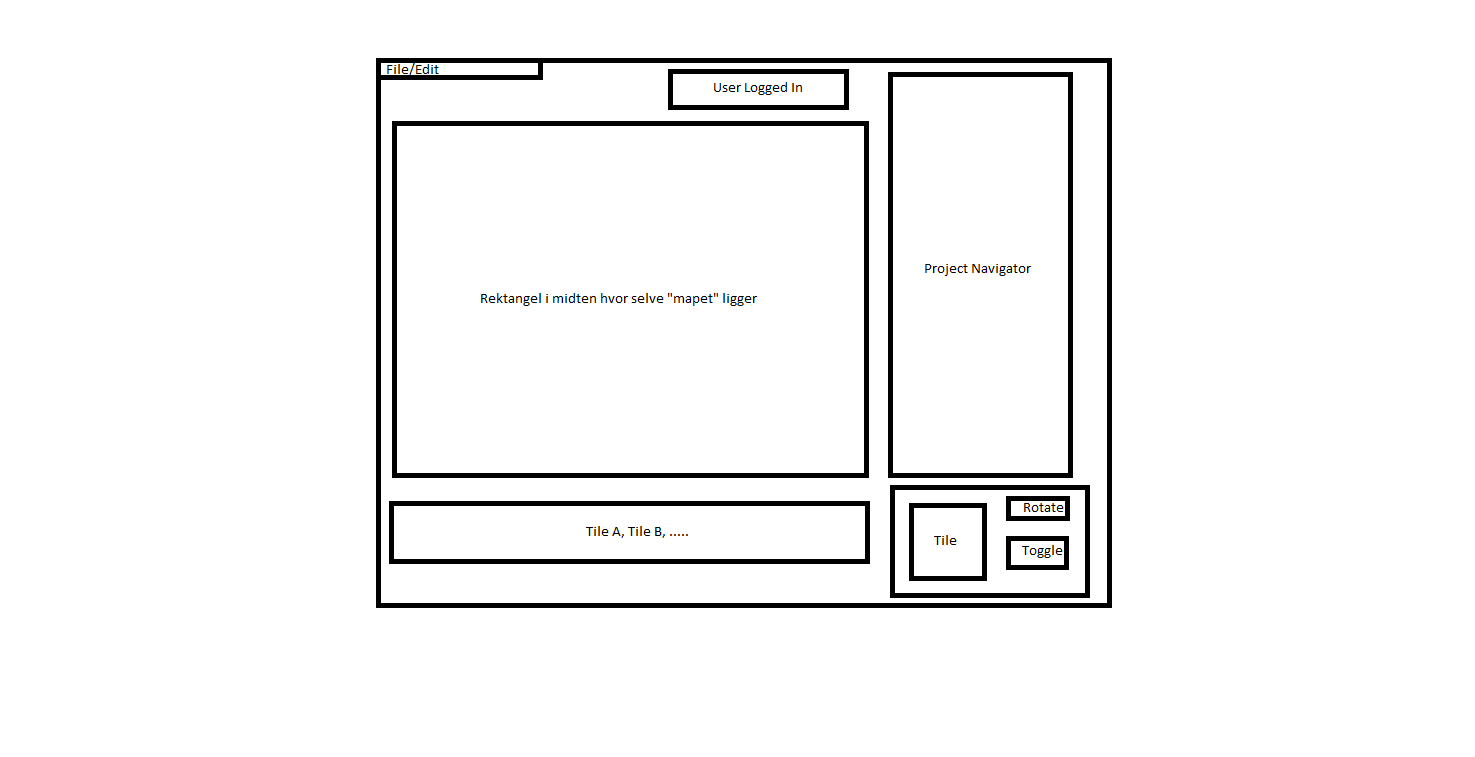 File/Edit
User Logged In
Project Navigator
Rektangel i midten hvor selve "mapet" ligger
Tile A, Tile B, .....
Tile
Rotate
Toggle